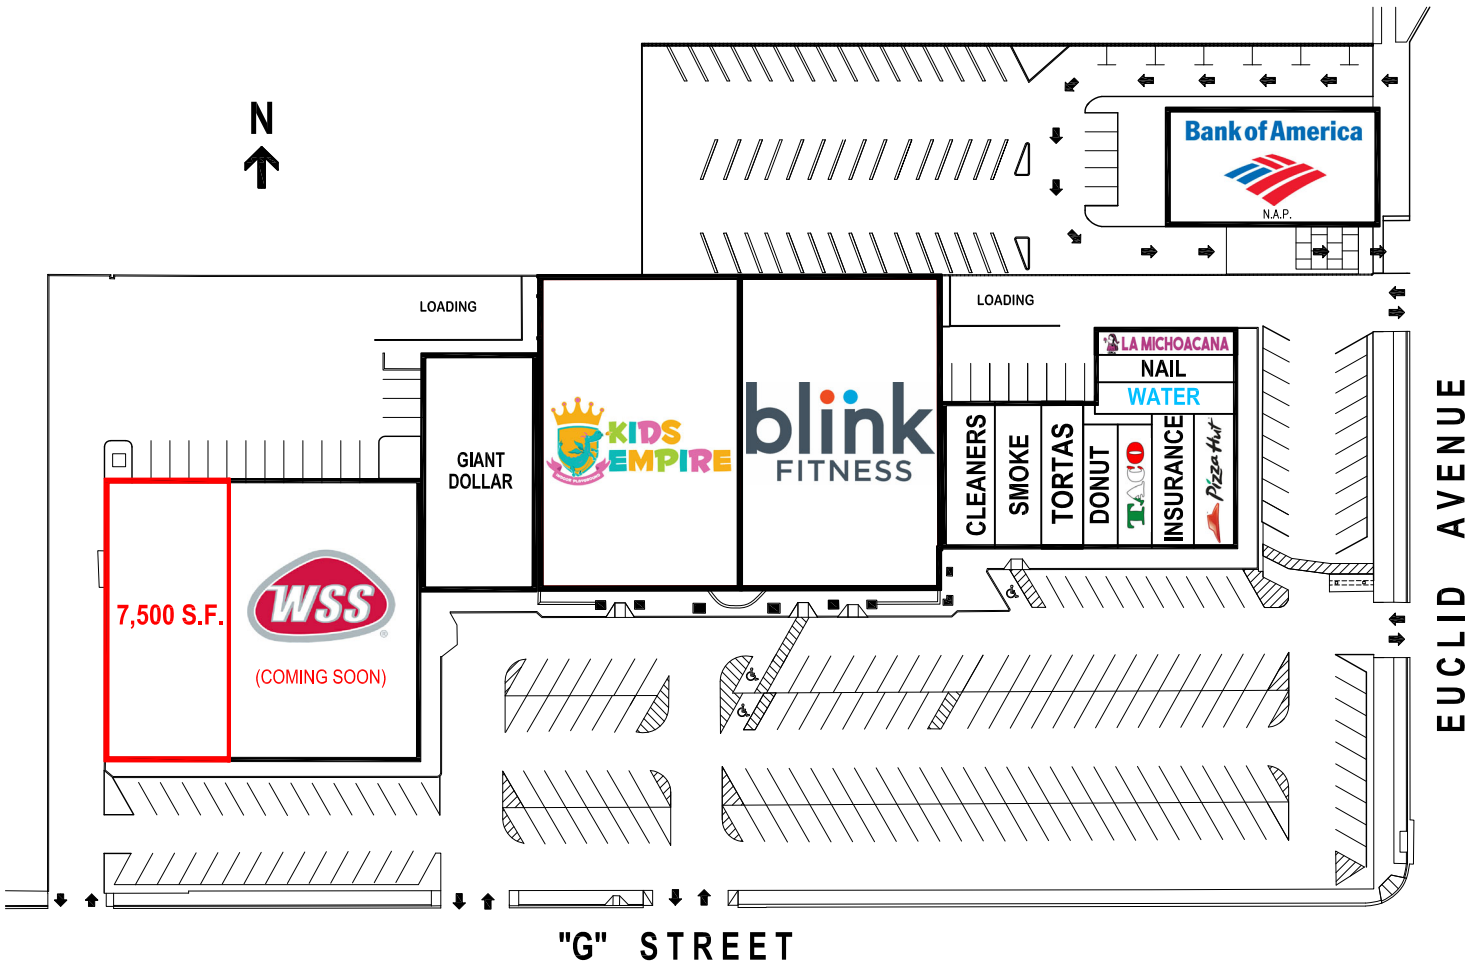 N
Bank of America
N.A.P.
LOADING
LOADING
LA MICHOACANA
NAIL
WATER
KIDS
EMPIRE
blink
FITNESS
GIANT
DOLLAR
CLEANERS
SMOKE
TORTAS
DONUT
TACO
INSURANCE
Pizza Hut
7,500 S.F.
WSS
®
(COMING SOON)
EUCLID AVENUE
"G" STREET